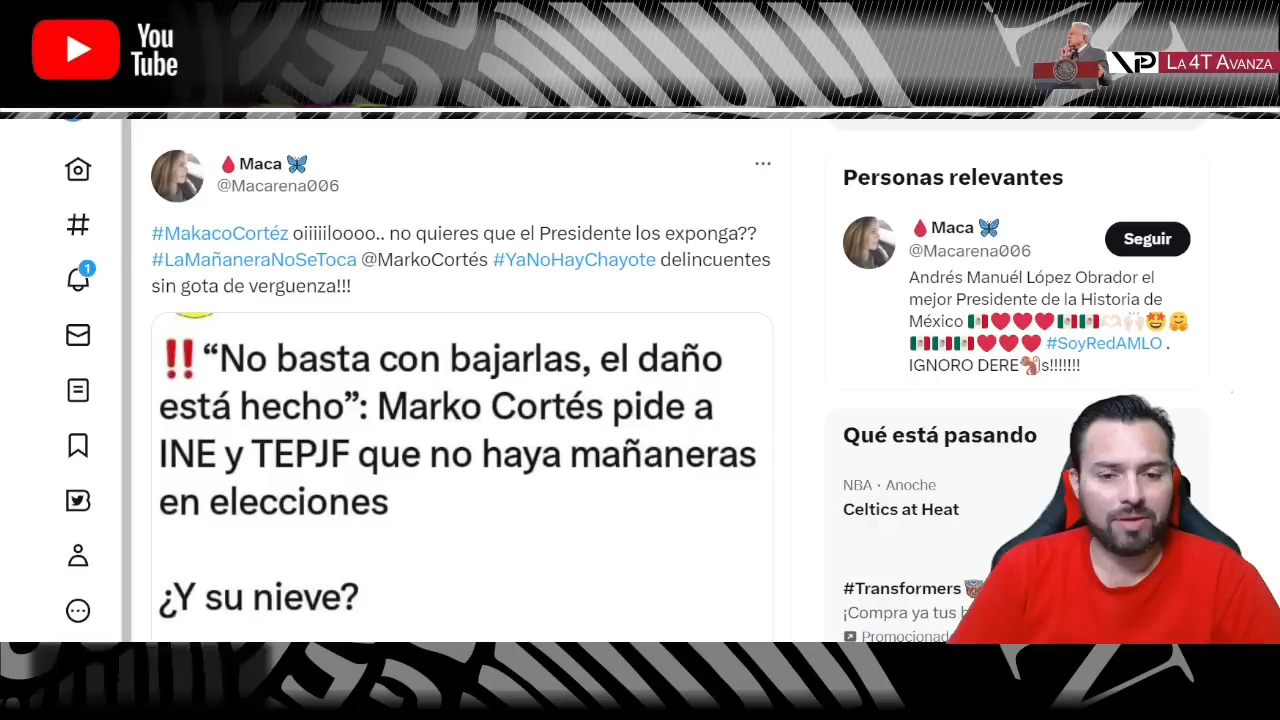 You
Tube
LA 4T AVANZA
Maca
@Macarena006
#MakacoCortéz oiiiiiloooo.. no quieres que el Presidente los exponga??
#LaMañaneraNoSeToca @MarkoCortés #YaNoHayChayote delincuentes
sin gota de verguenza!!!
‼️“No basta con bajarlas, el daño
está hecho”: Marko Cortés pide a
INE y TEPJF que no haya mañaneras
en elecciones
¿Y su nieve?
1
Personas relevantes
Maca
@Macarena006
Seguir
Andrés Manuél López Obrador el
mejor Presidente de la Historia de
México
#SoyRedAMLO .
IGNORO DERE🐿️s!!!!!!!
Qué está pasando
NBA · Anoche
Celtics at Heat
#Transformers
¡Compra ya tus
Promocionado